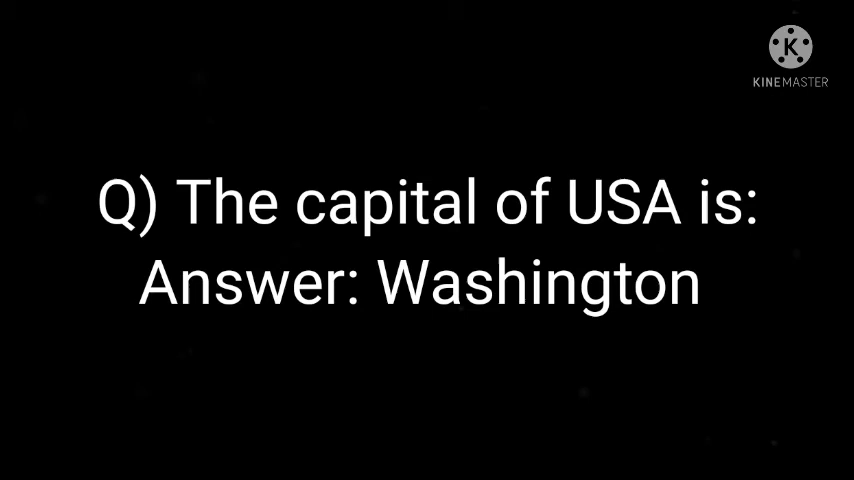 KINEMASTER
Q) The capital of USA is:
Answer: Washington